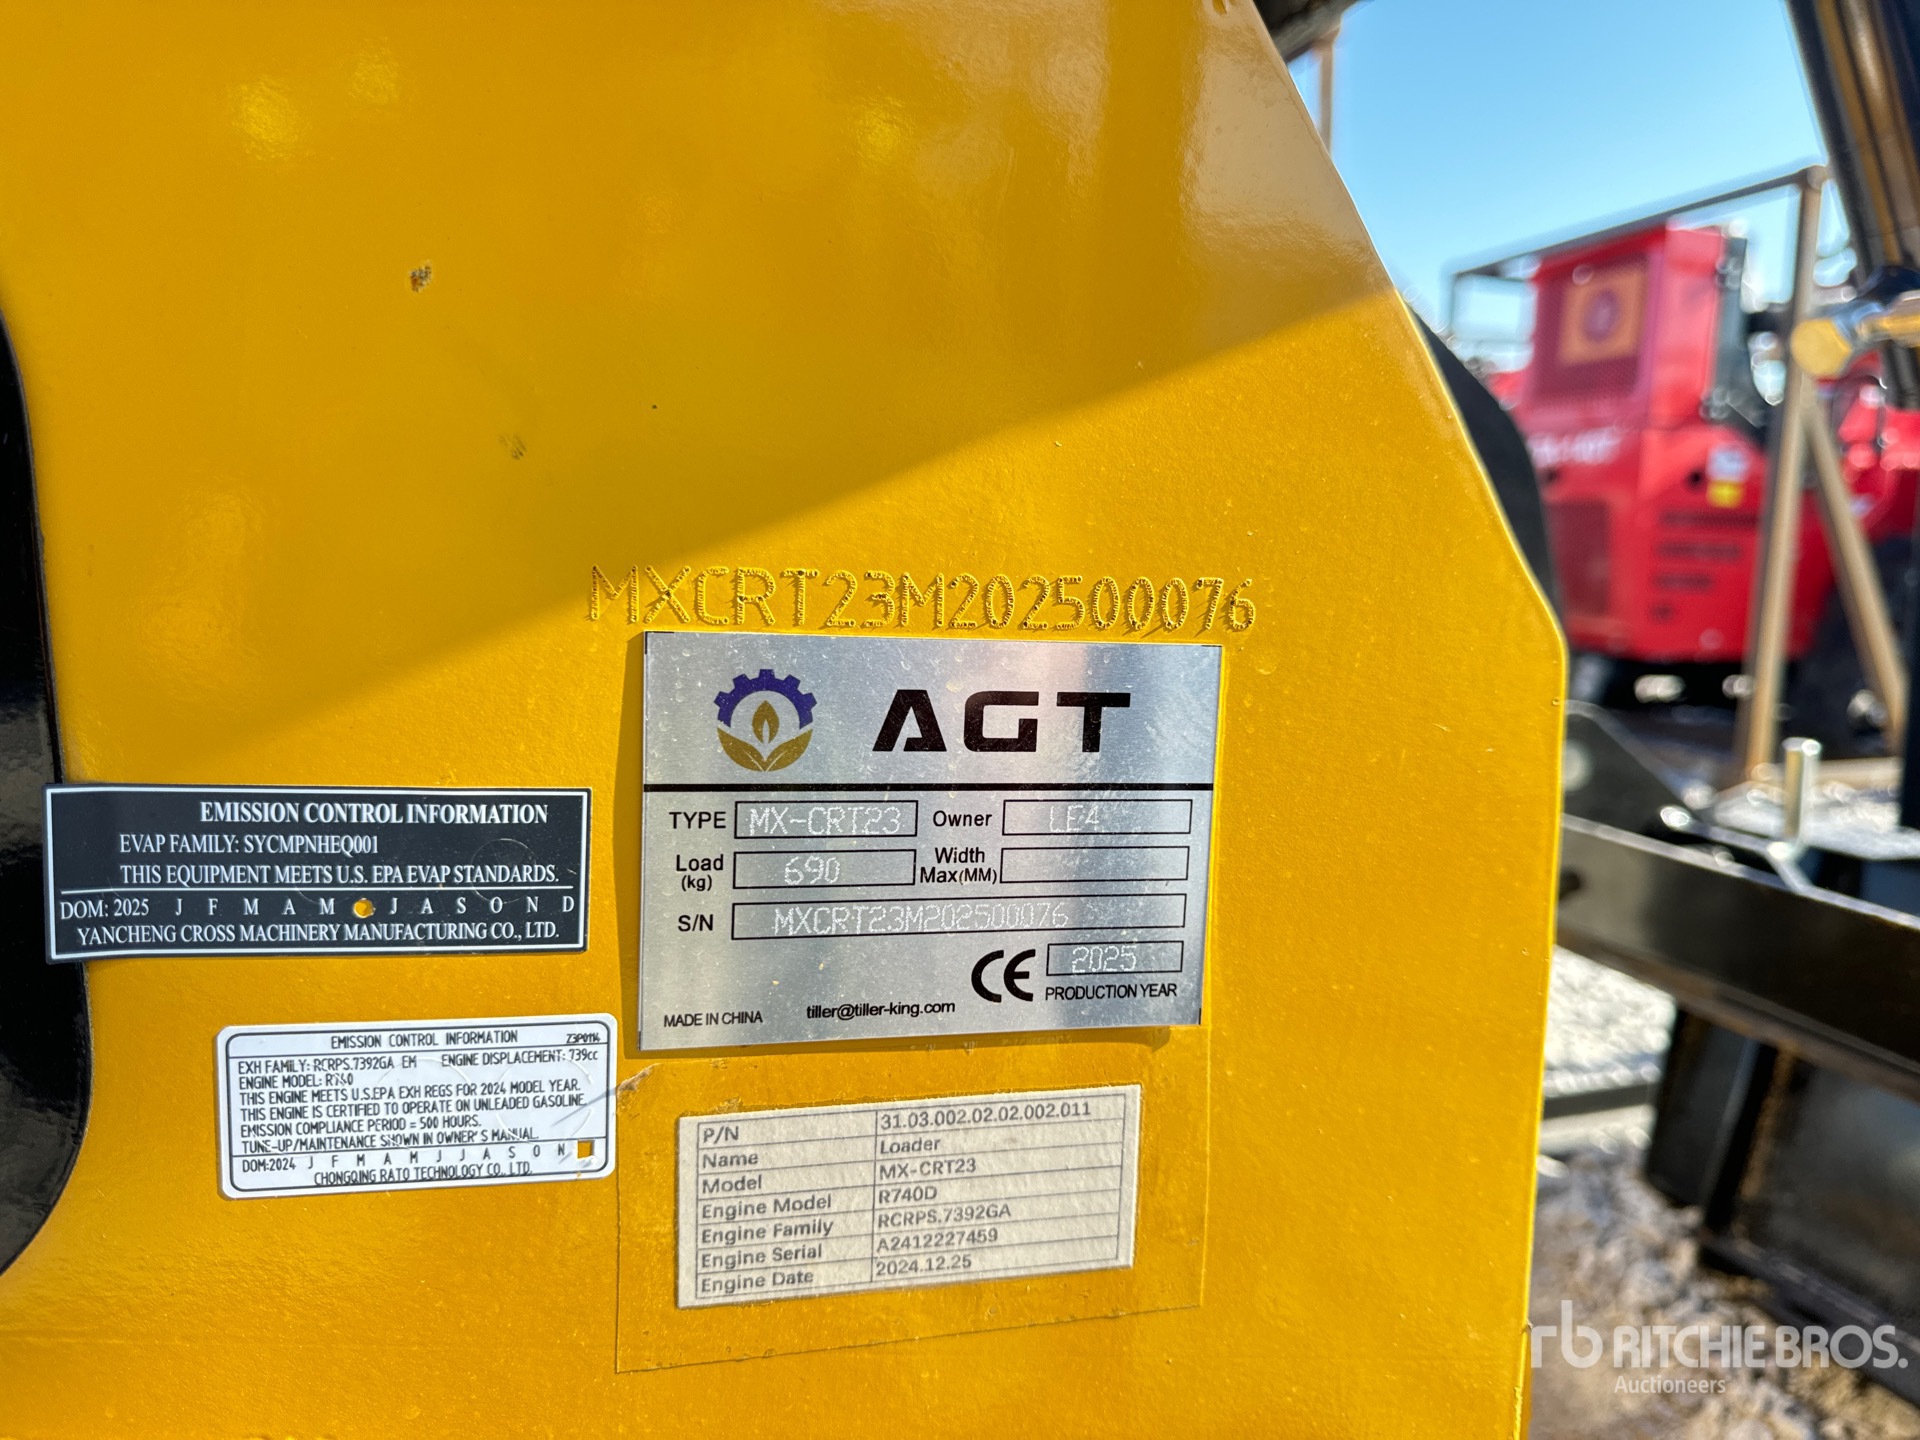 MXCRT23M202500076
AGT
TYPE MX-CRT23 Owner LE4
Load (kg) 690 Width Max(MM)
S/N MXCRT23M202500076
CE 2025
PRODUCTION YEAR
MADE IN CHINA tiller@tiller-king.com
EMISSION CONTROL INFORMATION
EVAP FAMILY: SYCMPNHEQ001
THIS EQUIPMENT MEETS U.S. EPA EVAP STANDARDS.
DOM: 2025 J F M A M J A S O N D
YANCHENG CROSS MACHINERY MANUFACTURING CO., LTD.
EMISSION CONTROL INFORMATION Z3P0114
EXH FAMILY: RCRPS.7392GA EM ENGINE DISPLACEMENT: 739cc
ENGINE MODEL:
THIS ENGINE MEETS U.S.EPA EXH REGS FOR 2024 MODEL YEAR.
THIS ENGINE IS CERTIFIED TO OPERATE ON UNLEADED GASOLINE.
EMISSION COMPLIANCE PERIOD = 500 HOURS.
TUNE-UP/MAINTENANCE SHOWN IN OWNER'S MANUAL.
DOM:2024 J F M A M J J A S O N
CHONGQING RATO TECHNOLOGY CO., LTD.
P/N 31.03.002.02.02.002.011
Name Loader
Model MX-CRT23
Engine Model R740D
Engine Family RCRPS.7392GA
Engine Serial A2412227459
Engine Date 2024.12.25
rb RITCHIE BROS.
Auctioneers